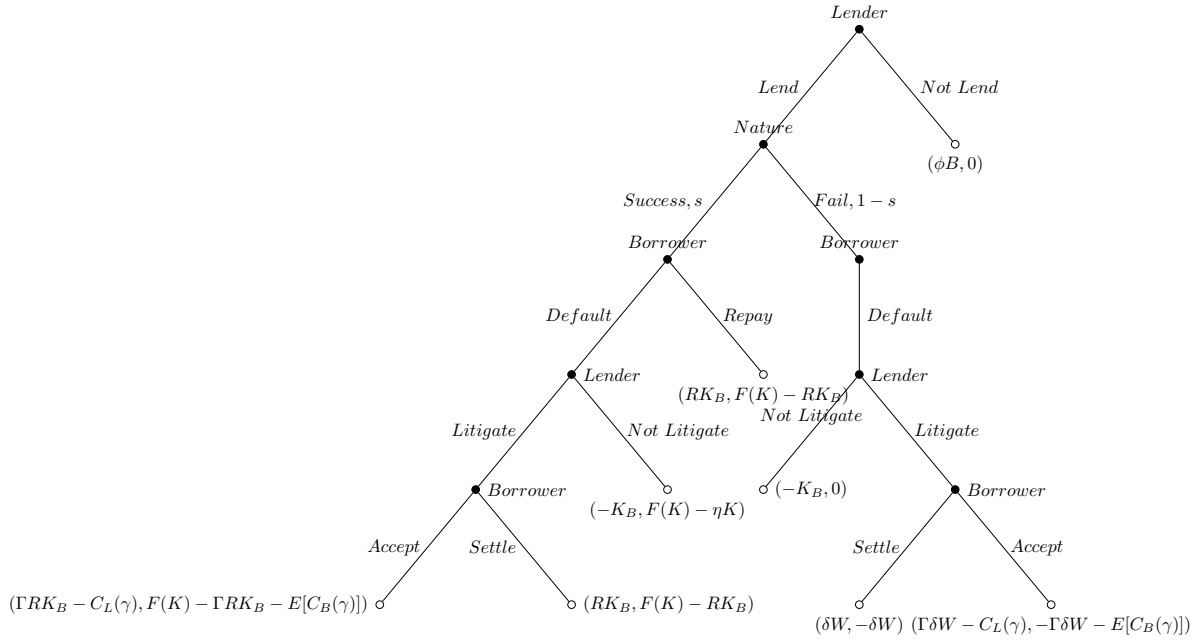 Lender
Lend
Not Lend
Nature
(ϕB, 0)
Success, s
Fail, 1 − s
Borrower
Borrower
Default
Repay
Default
Lender
(RK_B, F(K) − RK_B)
Lender
Not Litigate
Litigate
Not Litigate
Litigate
Borrower
(−K_B, F(K) − ηK)
(−K_B, 0)
Borrower
Accept
Settle
Settle
Accept
(ΓRK_B − C_L(γ), F(K) − ΓRK_B − E[C_B(γ)])
(RK_B, F(K) − RK_B)
(δW, −δW)
(ΓδW − C_L(γ), −ΓδW − E[C_B(γ)])